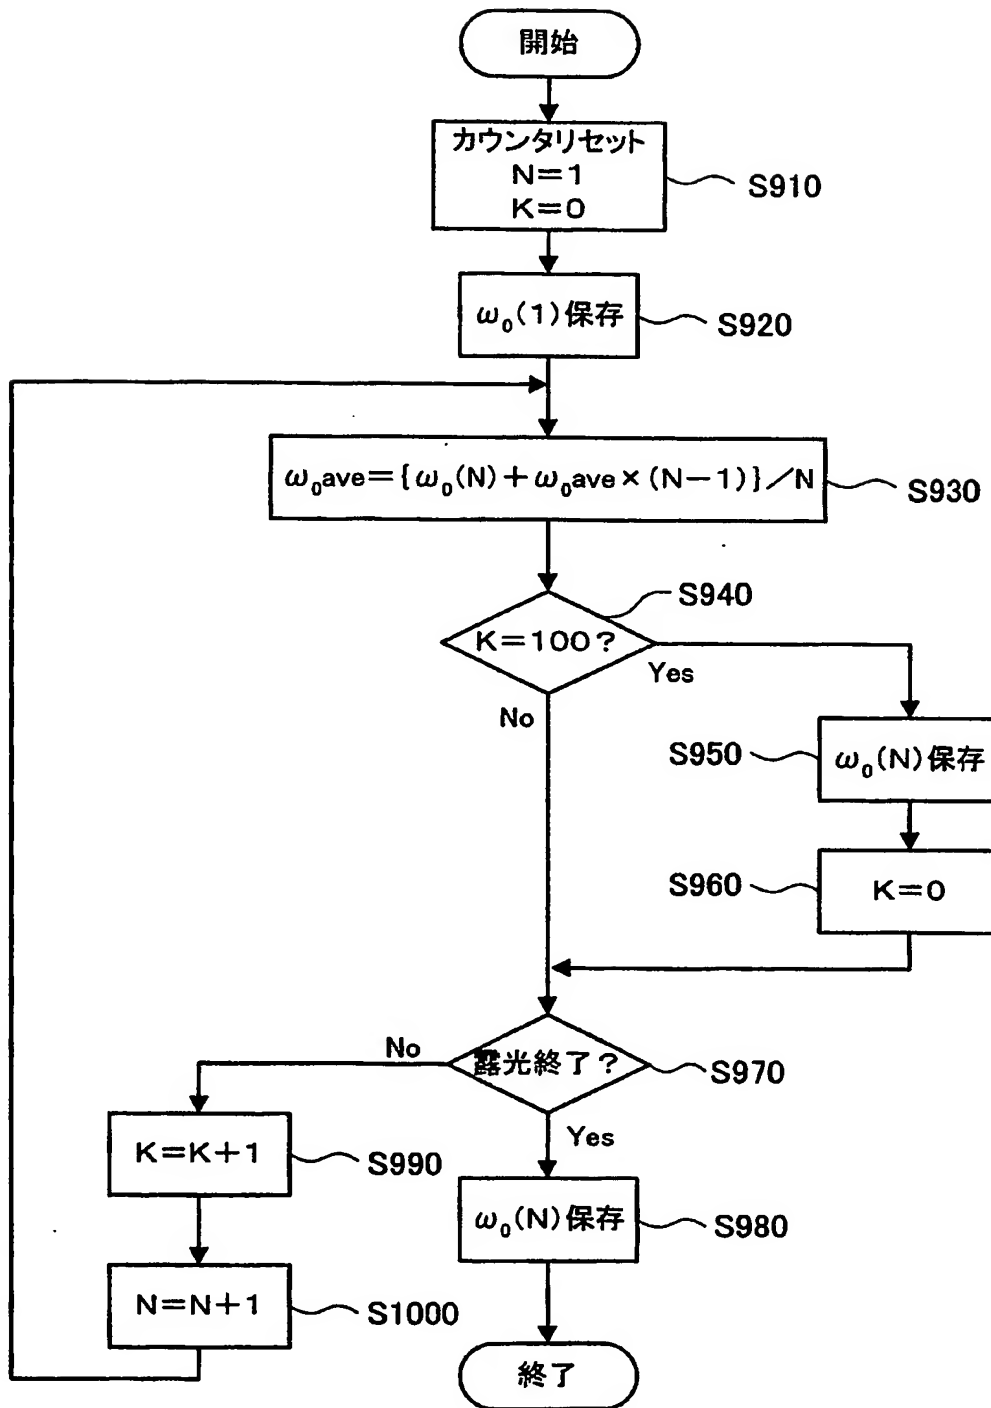 開始
カウンタリセット
N=1
K=0
S910
ω₀(1)保存
S920
ω₀ave={ω₀(N)+ω₀ave×(N-1)}/N
S930
S940
K=100?
Yes
No
S950
ω₀(N)保存
S960
K=0
No
露光終了?
S970
Yes
K=K+1
S990
ω₀(N)保存
S980
N=N+1
S1000
終了